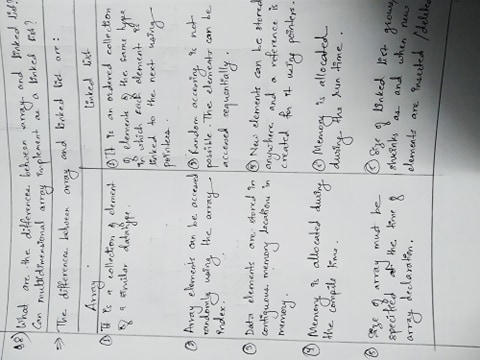 Q8) What are the differences between array and linked list?
Can multidimensional array implement as a linked list?
⇒ The differences between array and linked list are:
Array
① It is a collection of element
of a similar datatype.
② Array elements can be accessed
randomly using the array
index.
③ Data elements are stored in
contiguous memory locations in
memory.
④ Memory is allocated during
the compile time.
⑤ Size of array must be
specified at the time of
array declaration.
Linked list
① It is an ordered collection
of elements of the same type
in which each element is
linked to the next using
pointers.
② Random accessing is not
possible. The elements can be
accessed sequentially.
New elements can be stored
anywhere and a reference is
created for it using pointers.
Memory is allocated
during the run time.
⑤ Size of linked list grows/
shrinks as and when new
elements are inserted/deleted